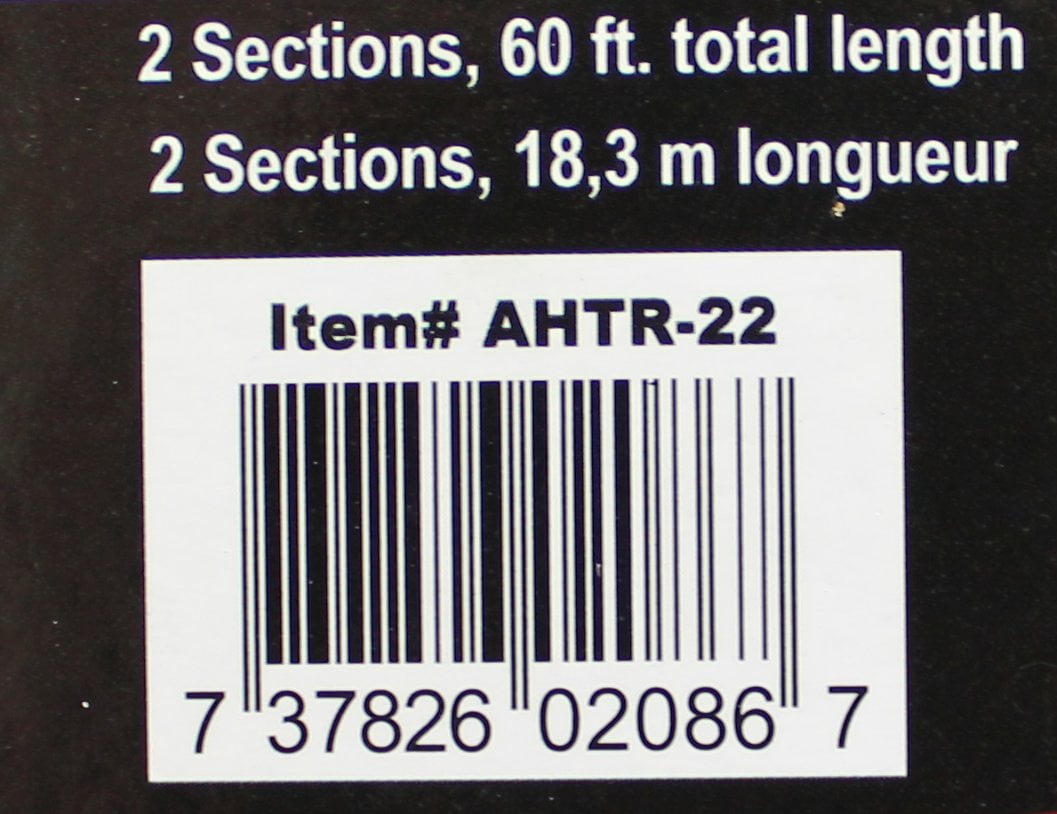 2 Sections, 60 ft. total length
2 Sections, 18,3 m longueur
Item# AHTR-22
7 37826 02086 7